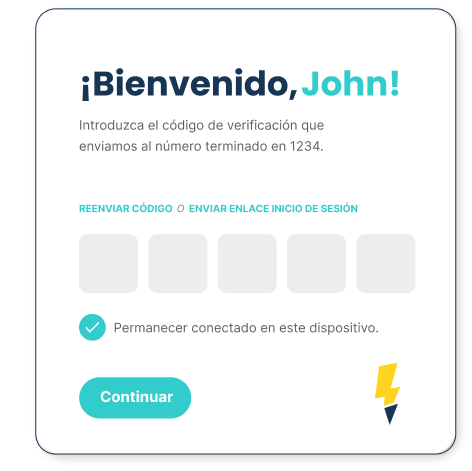 ¡Bienvenido, John!
Introduzca el código de verificación que
enviamos al número terminado en 1234.
REENVIAR CÓDIGO O ENVIAR ENLACE INICIO DE SESIÓN
Permanecer conectado en este dispositivo.
Continuar